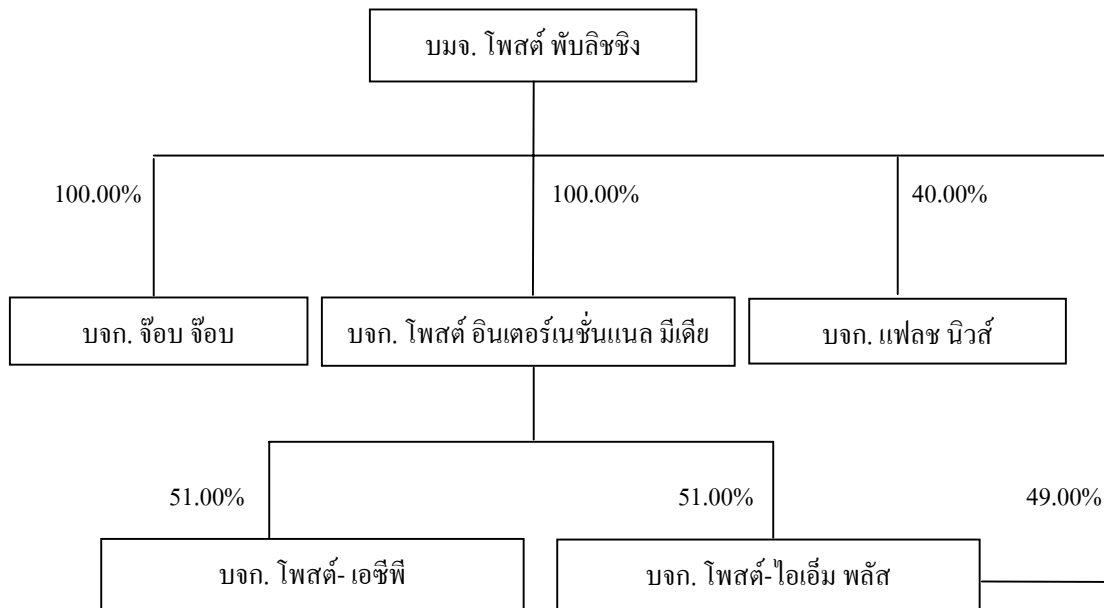 บมจ. โพสต์ พับลิชชิง
100.00%
100.00%
40.00%
บจก. จ๊อบ จ๊อบ
บจก. โพสต์ อินเตอร์เนชั่นแนล มีเดีย
บจก. แฟลช นิวส์
51.00%
51.00%
49.00%
บจก. โพสต์- เอซีพี
บจก. โพสต์-ไอเอ็ม พลัส